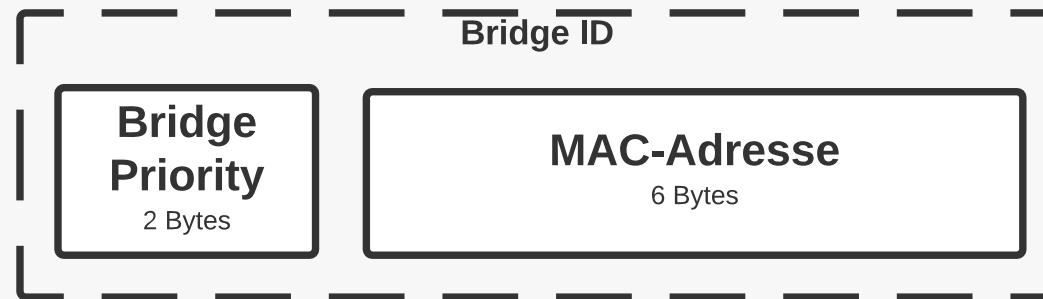 Bridge ID
Bridge
Priority
2 Bytes
MAC-Adresse
6 Bytes